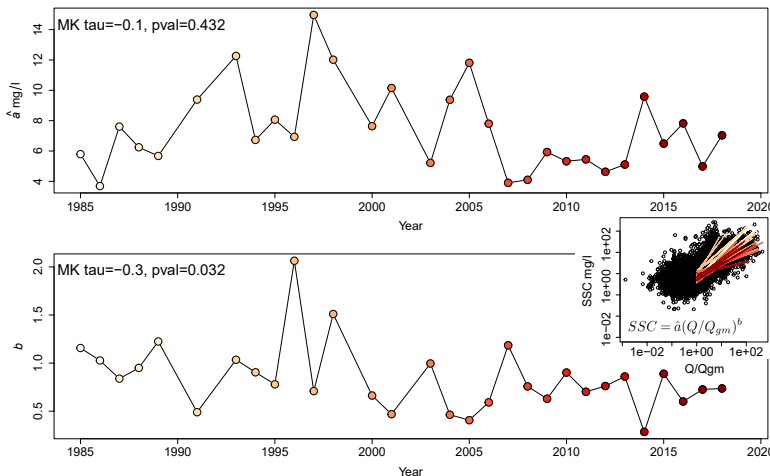 MK tau=−0.1, pval=0.432
â mg/l
14
12
10
8
6
4
1985 1990 1995 2000 2005 2010 2015 2020
Year
MK tau=−0.3, pval=0.032
b
2.0
1.5
1.0
0.5
1985 1990 1995 2000 2005 2010 2015 2020
Year
SSC mg/l
1e+02
1e+00
1e−02
SSC = â(Q/Qgm)^b
1e−02 1e+00 1e+02
Q/Qgm